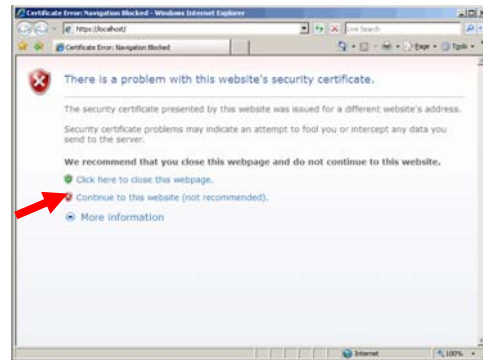 Certificate Error: Navigation Blocked - Windows Internet Explorer
https://localhost/
Live Search
Certificate Error: Navigation Blocked
Page
Tools
There is a problem with this website's security certificate.
The security certificate presented by this website was issued for a different website's address.
Security certificate problems may indicate an attempt to fool you or intercept any data you
send to the server.
We recommend that you close this webpage and do not continue to this website.
Click here to close this webpage.
Continue to this website (not recommended).
More information
Internet
100%